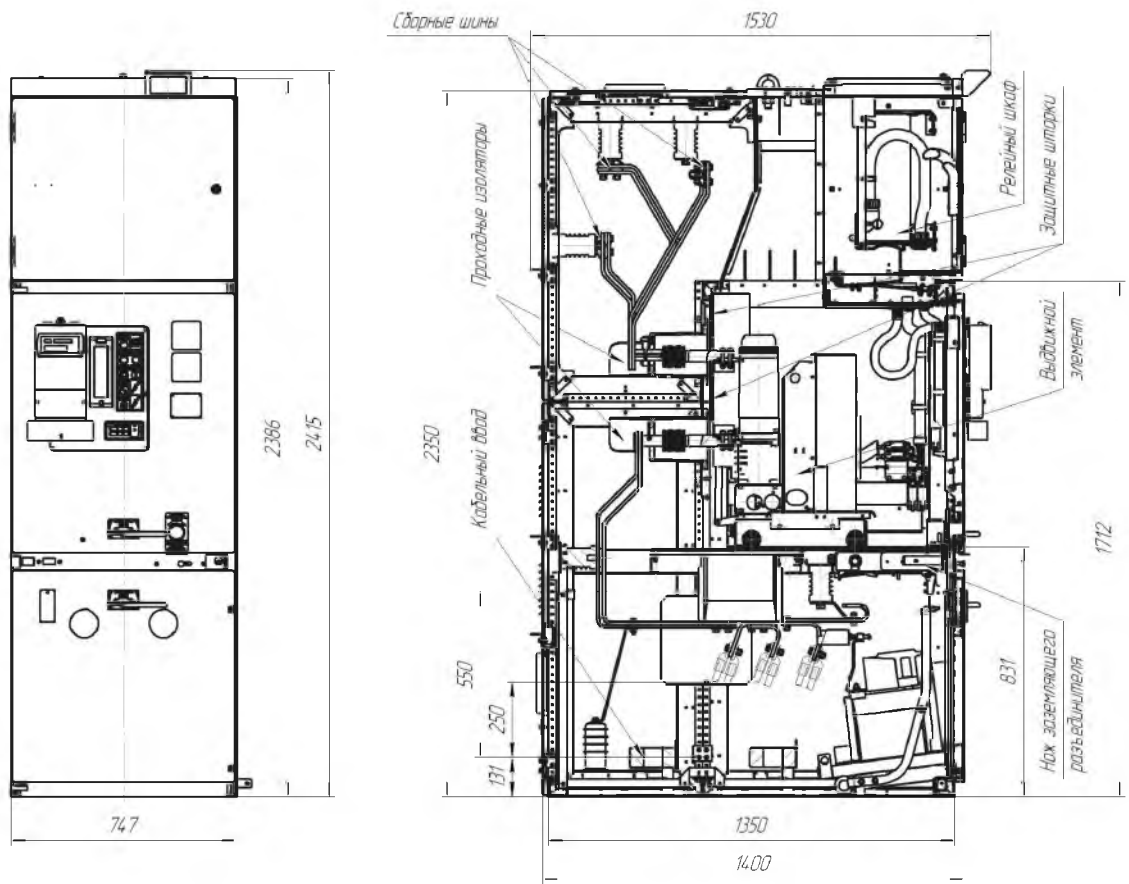 Сборные шины
1530
Проходные изоляторы
Релейный шкаф
Защитные шторки
Выдвижной
элемент
Кабельный ввод
2386
2415
2350
1712
550
250
131
831
Нож заземляющего
разъединителя
747
1350
1400